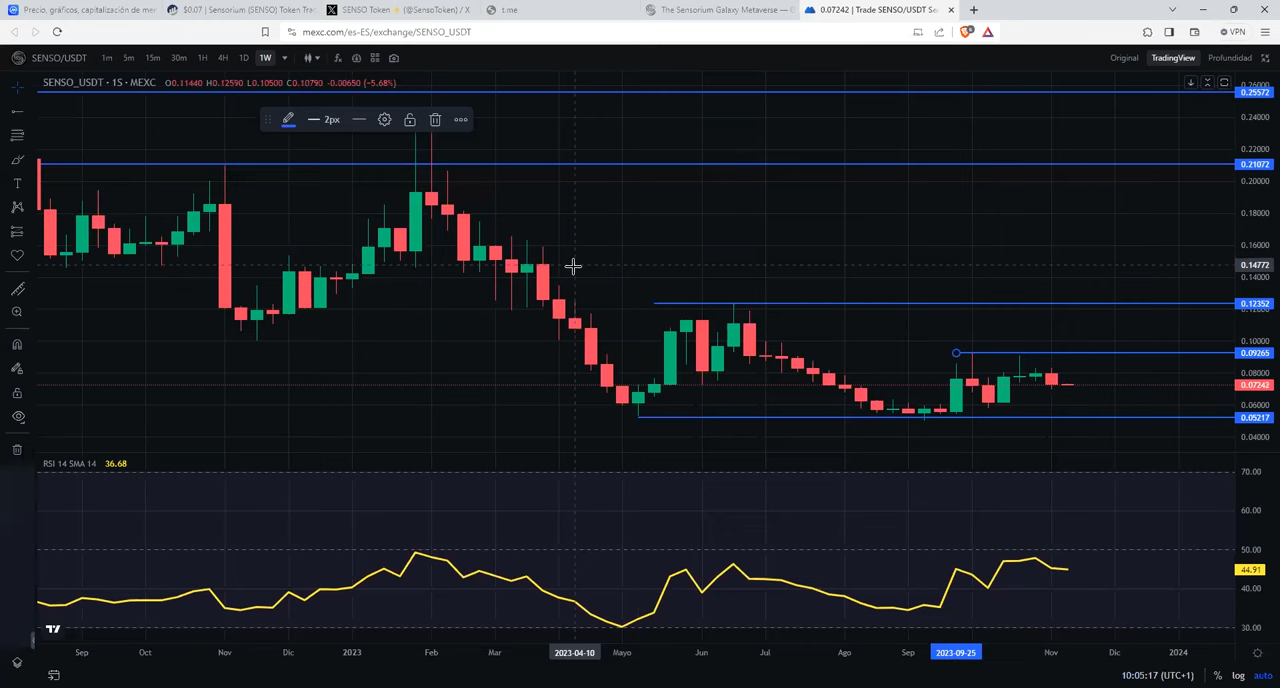 Precio, gráficos, capitalización de mer
$0.07 | Sensorium (SENSO) Token Tra
SENSO Token (@SensoToken) / X
t.me
The Sensorium Galaxy Metaverse —
0.07242 | Trade SENSO/USDT Se
mexc.com/es-ES/exchange/SENSO_USDT
VPN
SENSO/USDT 1m 5m 15m 30m 1H 4H 1D 1W
Original TradingView Profundidad
SENSO_USDT · 1S · MEXC O0.11440 H0.12590 L0.10500 C0.10790 -0.00650 (-5.68%)
2px
0.26000
0.25572
0.24000
0.22000
0.21072
0.20000
0.18000
0.16000
0.14772
0.14000
0.12352
0.12000
0.10000
0.09265
0.08000
0.07242
0.06000
0.05217
0.04000
RSI 14 SMA 14 36.68
70.00
60.00
50.00
44.91
40.00
30.00
Sep Oct Nov Dic 2023 Feb Mar 2023-04-10 Mayo Jun Jul Ago Sep 2023-09-25 Nov Dic 2024
10:05:17 (UTC+1) % log auto